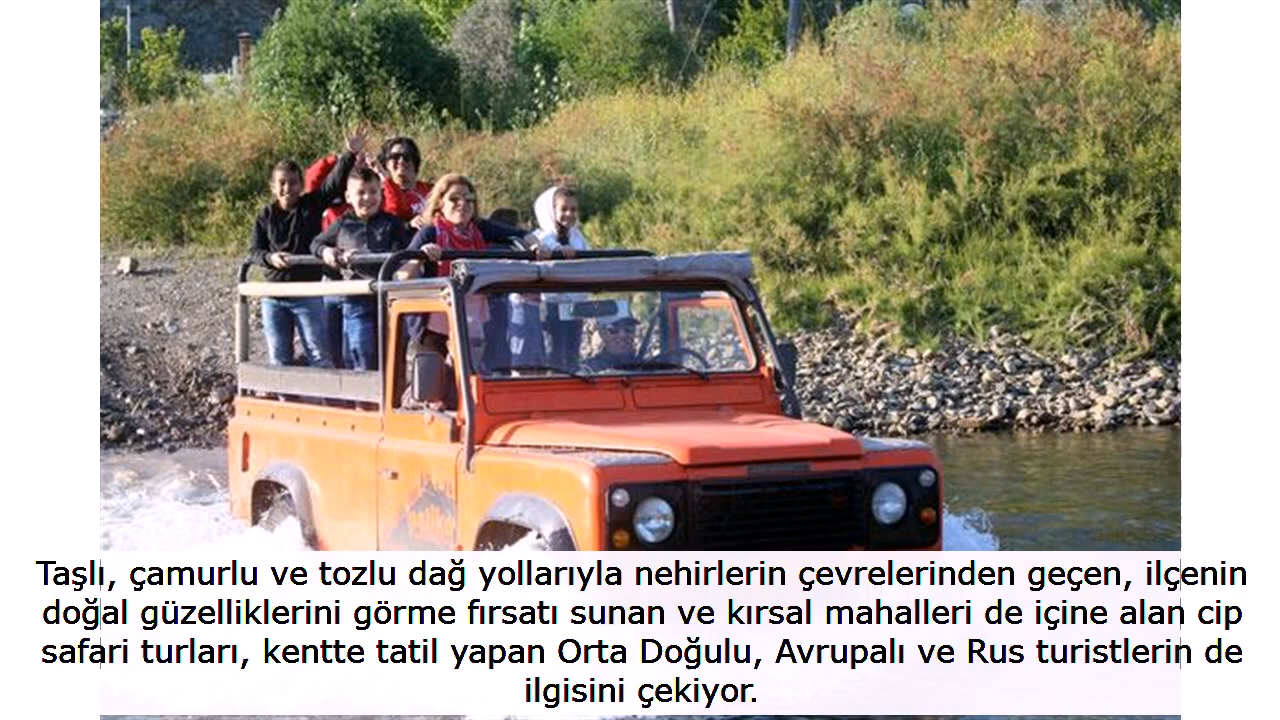 Taşlı, çamurlu ve tozlu dağ yollarıyla nehirlerin çevrelerinden geçen, ilçenin
doğal güzelliklerini görme fırsatı sunan ve kırsal mahalleri de içine alan cip
safari turları, kentte tatil yapan Orta Doğulu, Avrupalı ve Rus turistlerin de
ilgisini çekiyor.